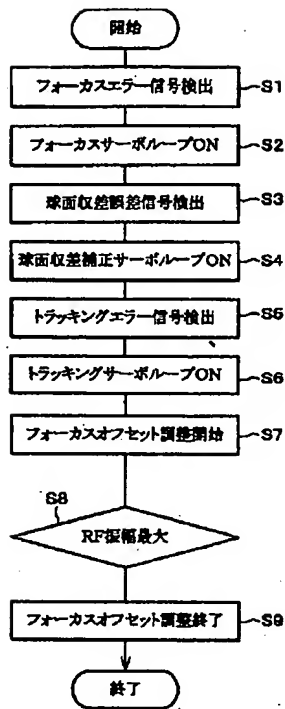 開始
フォーカスエラー信号検出
S1
フォーカスサーボループON
S2
球面収差誤差信号検出
S3
球面収差補正サーボループON
S4
トラッキングエラー信号検出
S5
トラッキングサーボループON
S6
フォーカスオフセット調整開始
S7
S8
RF振幅最大
フォーカスオフセット調整終了
S9
終了